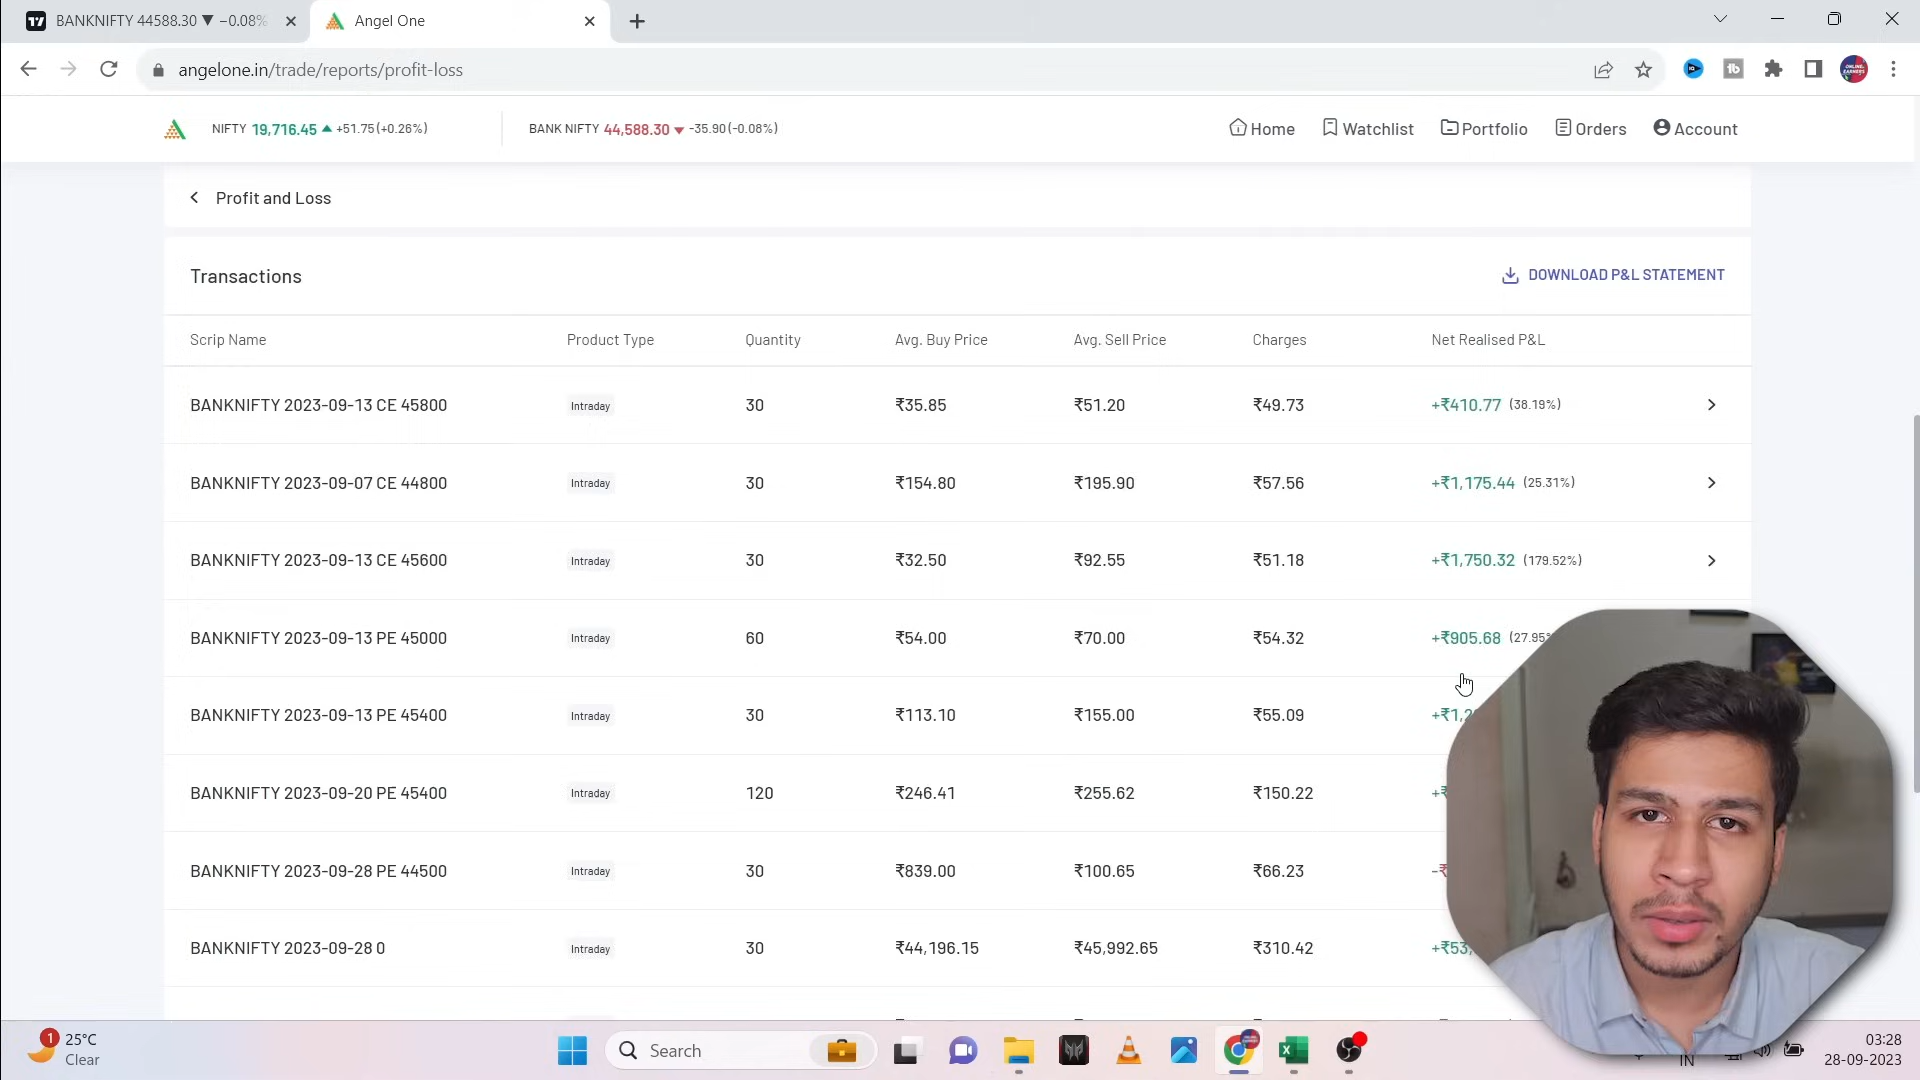 BANKNIFTY 44588.30 ▼ −0.08%
Angel One
angelone.in/trade/reports/profit-loss
NIFTY 19,716.45 ▲ +51.75 (+0.26%)
BANK NIFTY 44,588.30 ▼ -35.90 (-0.08%)
Home
Watchlist
Portfolio
Orders
Account
Profit and Loss
Transactions
DOWNLOAD P&L STATEMENT
Scrip Name Product Type Quantity Avg. Buy Price Avg. Sell Price Charges Net Realised P&L
BANKNIFTY 2023-09-13 CE 45800 Intraday 30 ₹35.85 ₹51.20 ₹49.73 +₹410.77 (38.19%)
BANKNIFTY 2023-09-07 CE 44800 Intraday 30 ₹154.80 ₹195.90 ₹57.56 +₹1,175.44 (25.31%)
BANKNIFTY 2023-09-13 CE 45600 Intraday 30 ₹32.50 ₹92.55 ₹51.18 +₹1,750.32 (179.52%)
BANKNIFTY 2023-09-13 PE 45000 Intraday 60 ₹54.00 ₹70.00 ₹54.32 +₹905.68 (27.95%
BANKNIFTY 2023-09-13 PE 45400 Intraday 30 ₹113.10 ₹155.00 ₹55.09 +₹1,2
BANKNIFTY 2023-09-20 PE 45400 Intraday 120 ₹246.41 ₹255.62 ₹150.22 +₹
BANKNIFTY 2023-09-28 PE 44500 Intraday 30 ₹839.00 ₹100.65 ₹66.23 -₹
BANKNIFTY 2023-09-28 0 Intraday 30 ₹44,196.15 ₹45,992.65 ₹310.42 +₹53,
1
25°C
Clear
Search
IN
03:28
28-09-2023